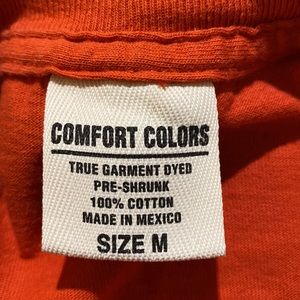 COMFORT COLORS
TRUE GARMENT DYED
PRE-SHRUNK
100% COTTON
MADE IN MEXICO
SIZE M